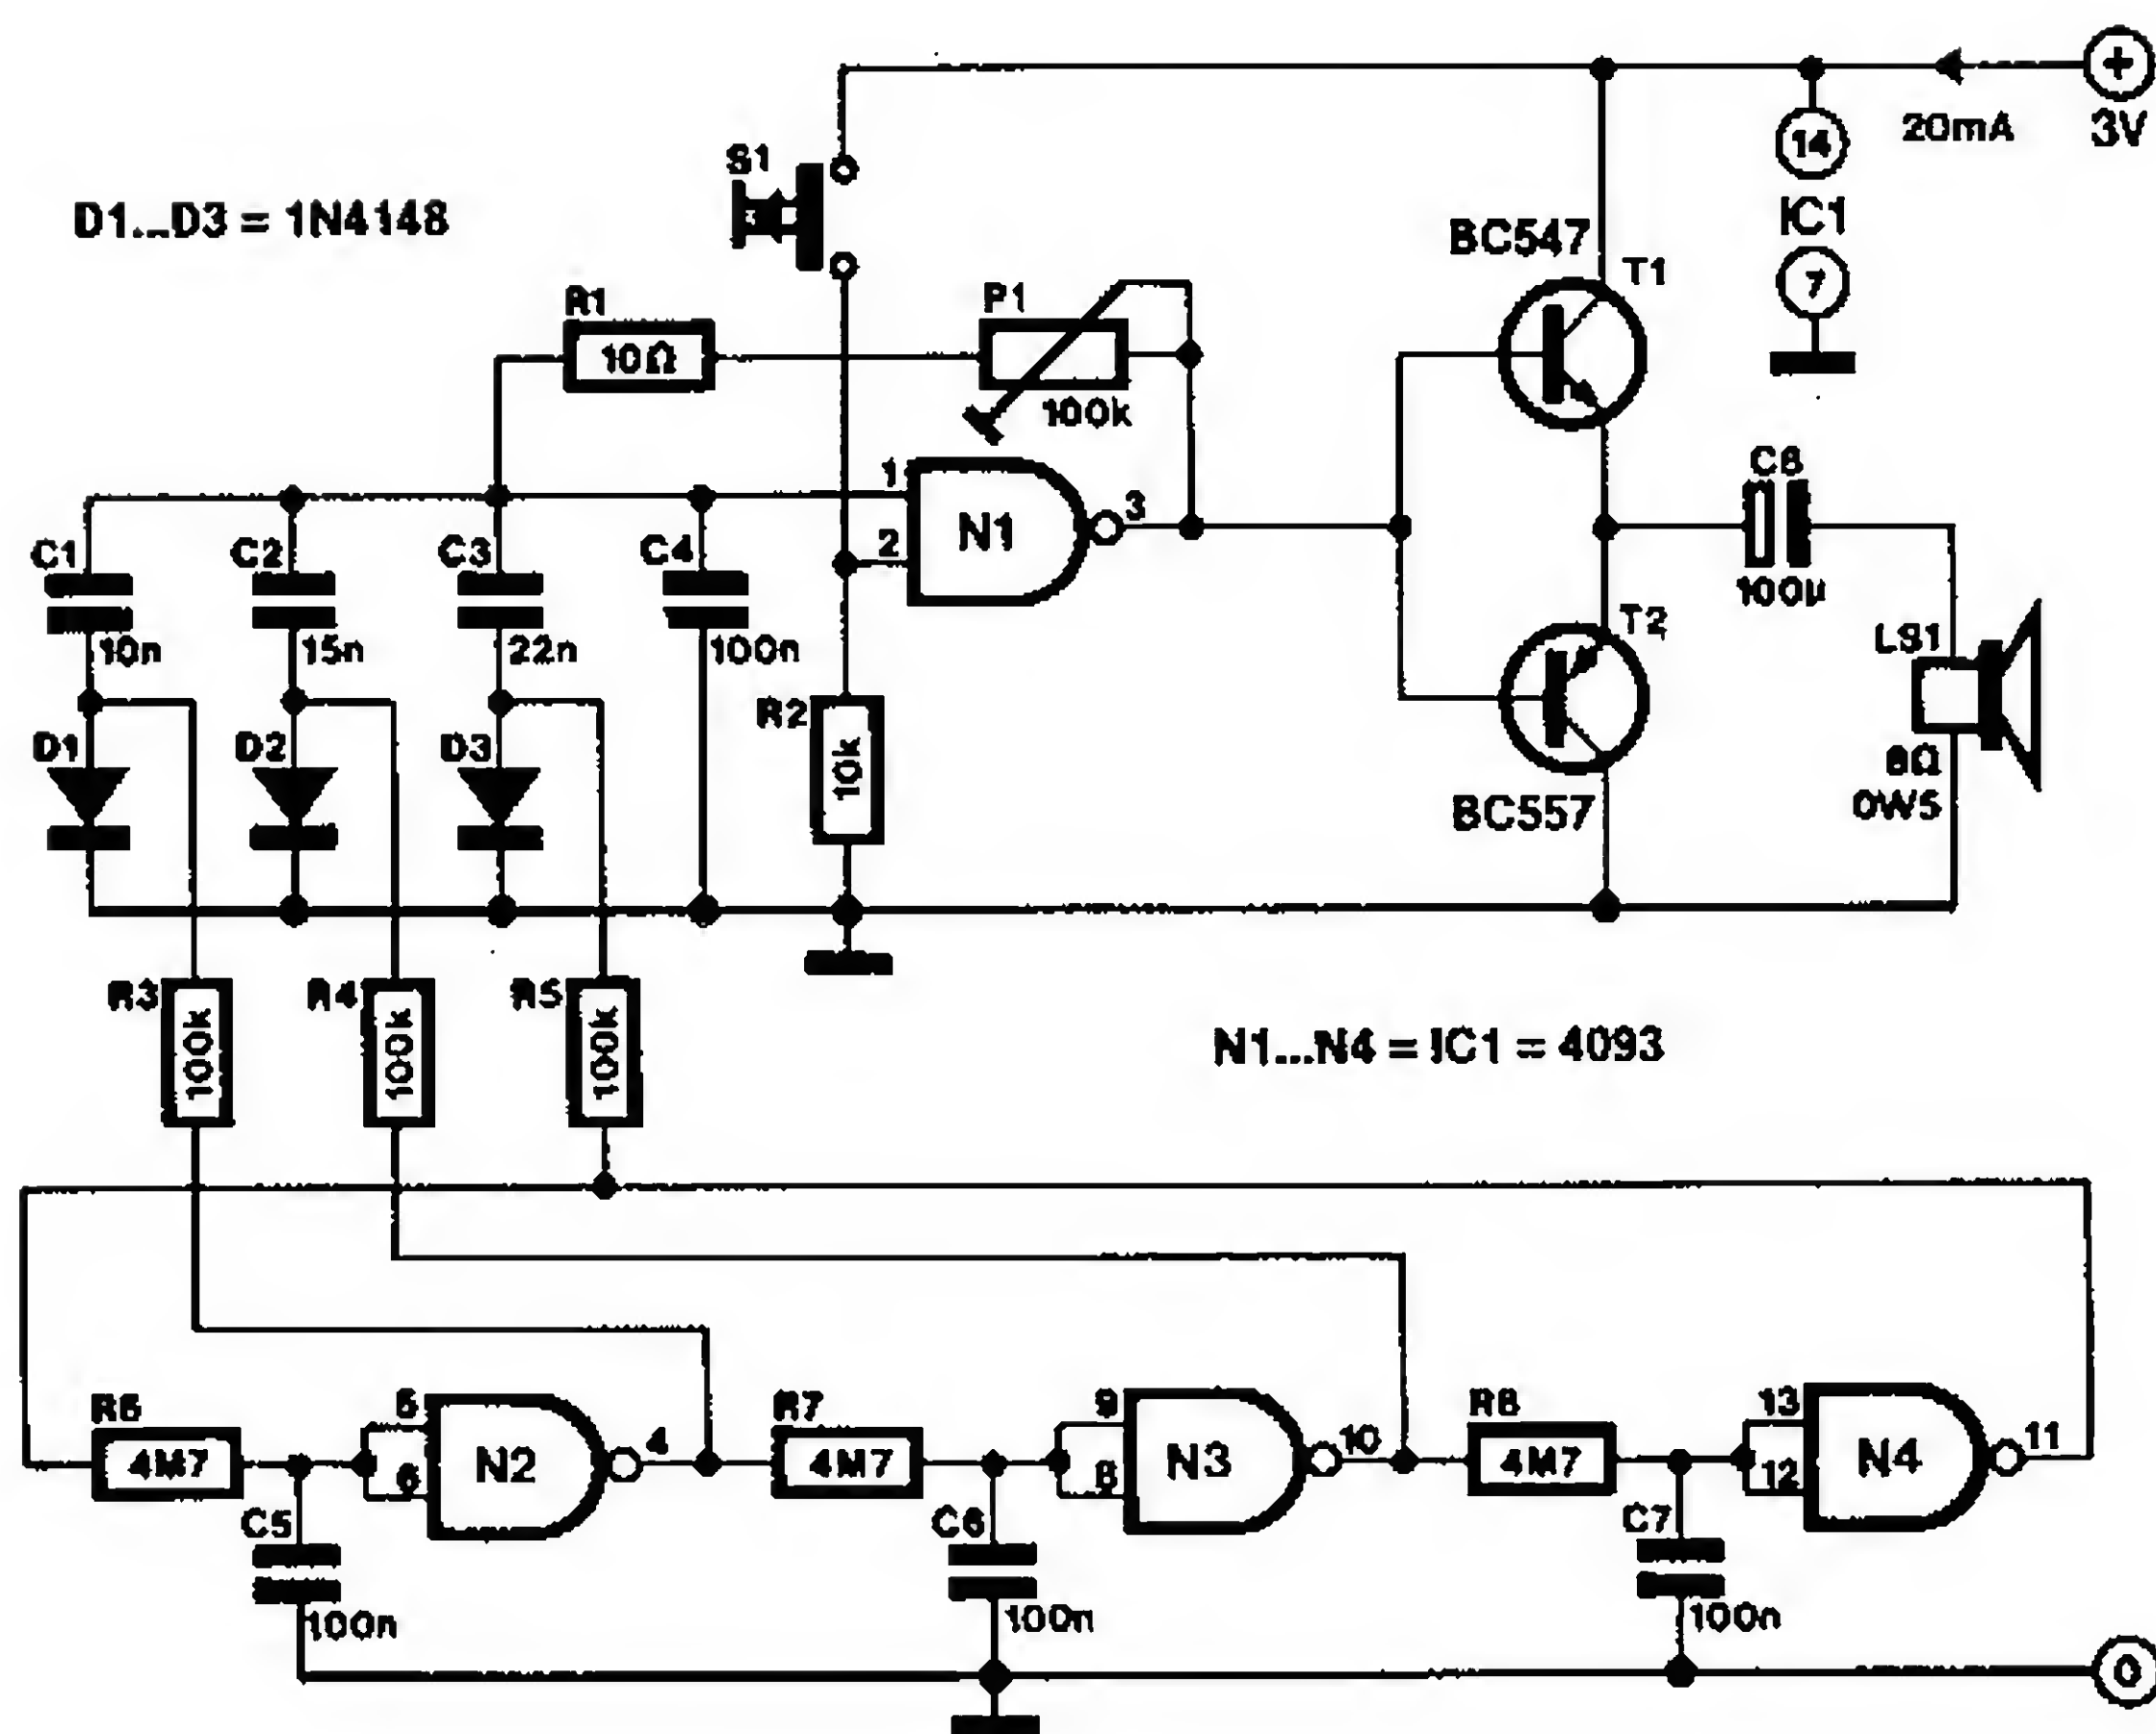 D1...D3 = 1N4148
S1
R1
10Ω
P1
100k
BC547
T1
14
IC1
7
20mA
+
3V
1
2
N1
3
C1
10n
C2
15n
C3
22n
C4
100n
D1
D2
D3
R2
10k
T2
BC557
C8
100µ
LS1
8Ω
0W5
R3
100k
R4
100k
R5
100k
N1...N4 = IC1 = 4093
R6
4M7
5
6
N2
4
C5
100n
R7
4M7
9
8
N3
10
C6
100n
R8
4M7
13
12
N4
11
C7
100n
0